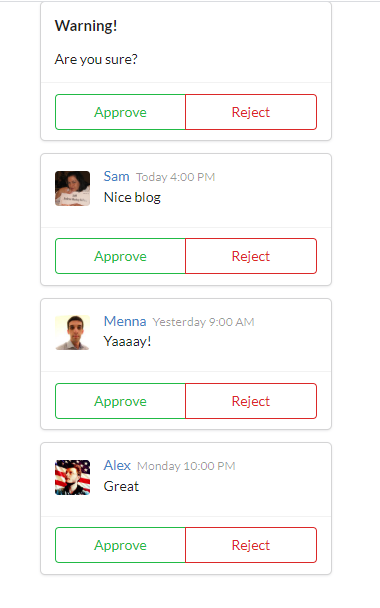 Warning!
Are you sure?
Approve Reject
Sam Today 4:00 PM
Nice blog
Approve Reject
Menna Yesterday 9:00 AM
Yaaaay!
Approve Reject
Alex Monday 10:00 PM
Great
Approve Reject